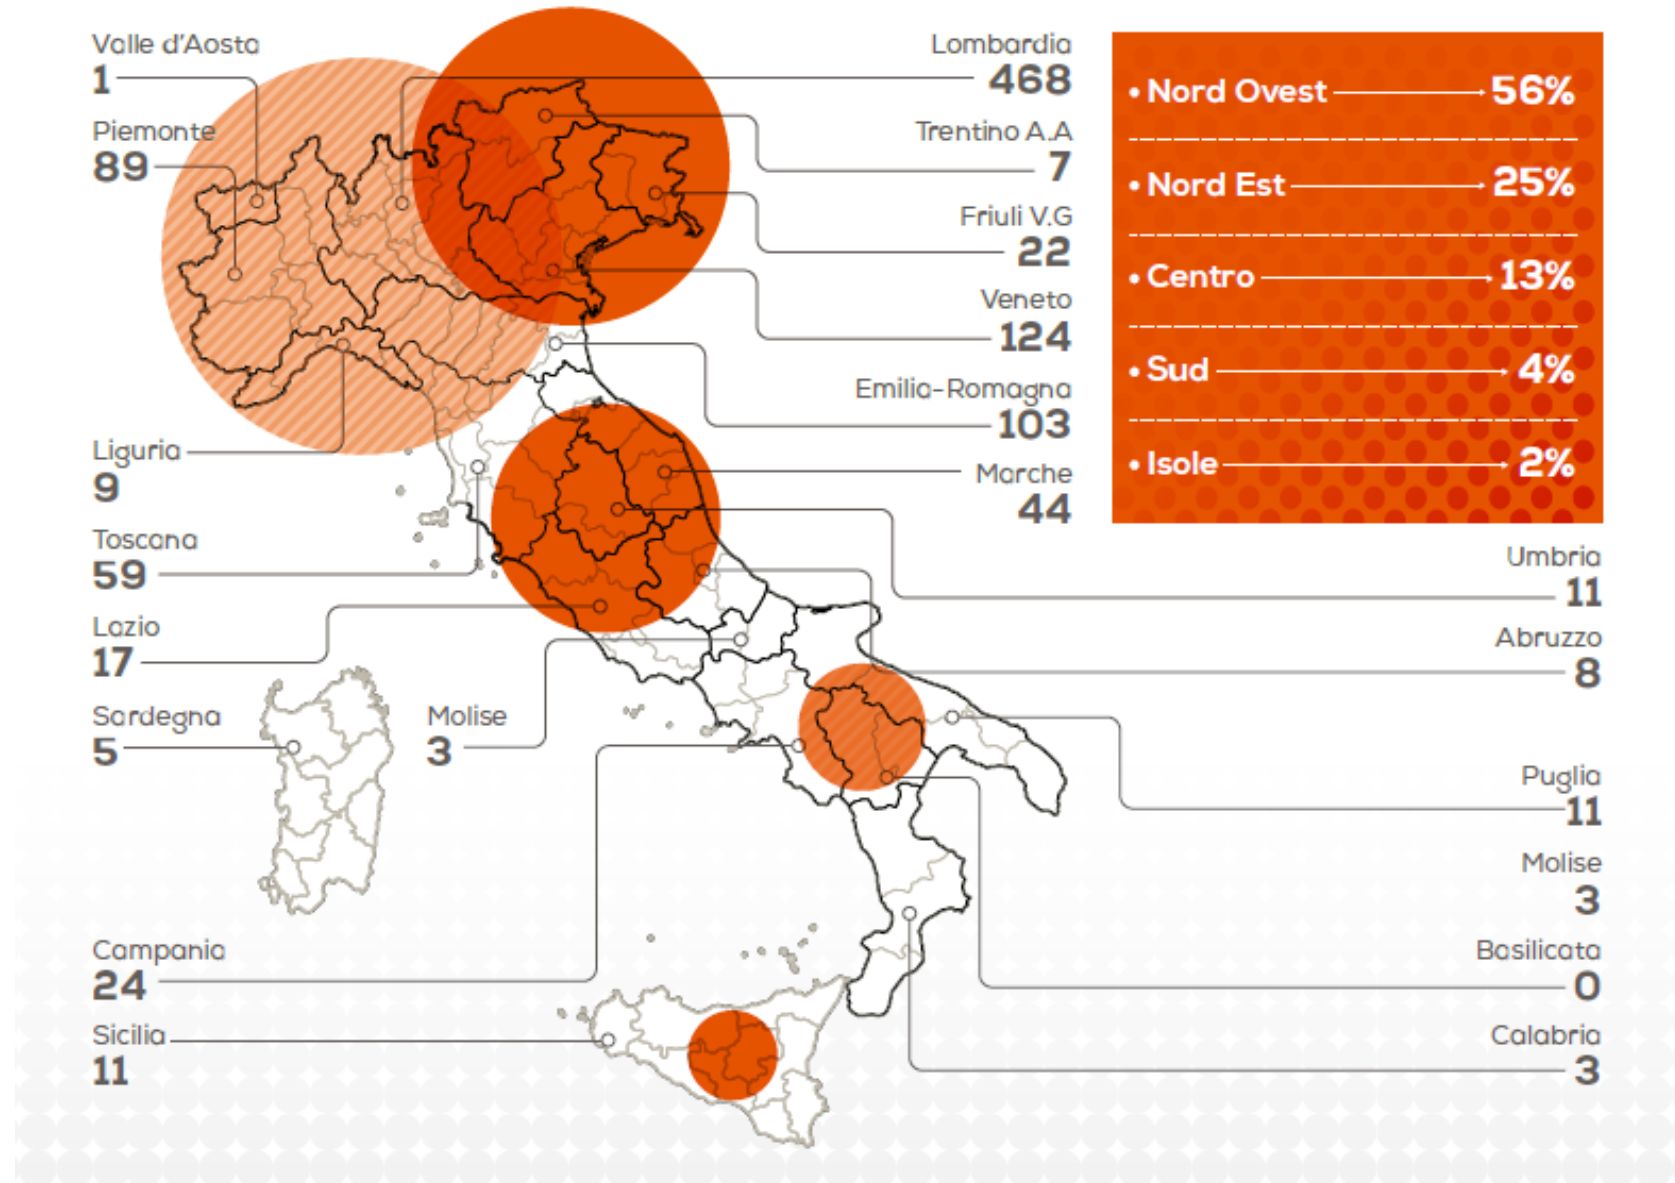 Valle d'Aosta
1
Piemonte
89
Liguria
9
Toscana
59
Lazio
17
Sardegna
5
Molise
3
Campania
24
Sicilia
11
Lombardia
468
Trentino A.A
7
Friuli V.G
22
Veneto
124
Emilia-Romagna
103
Marche
44
• Nord Ovest 56%
• Nord Est 25%
• Centro 13%
• Sud 4%
• Isole 2%
Umbria
11
Abruzzo
8
Puglia
11
Molise
3
Basilicata
0
Calabria
3